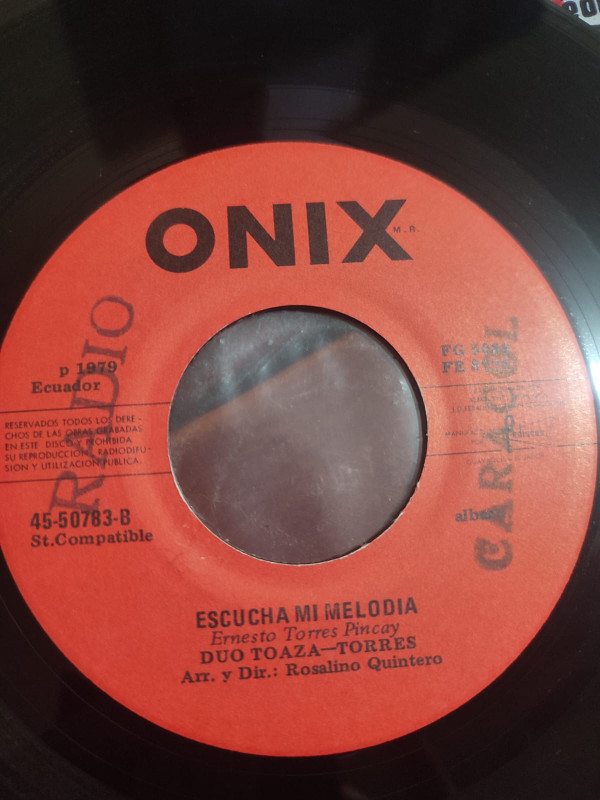 ONIX
M.R.
RADIO
p 1979
Ecuador
FG
FE
RESERVADOS TODOS LOS DERE-
CHOS DE LAS OBRAS GRABADAS
EN ESTE DISCO Y PROHIBIDA
SU REPRODUCCION, RADIODIFU-
SION Y UTILIZACION PUBLICA.
CARACOL
45-50783-B
St.Compatible
ESCUCHA MI MELODIA
Ernesto Torres Pincay
DUO TOAZA—TORRES
Arr. y Dir.: Rosalino Quintero